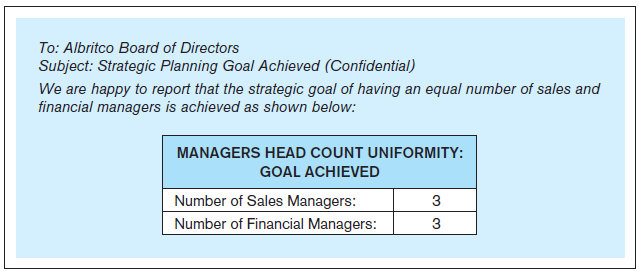 To: Albritco Board of Directors
Subject: Strategic Planning Goal Achieved (Confidential)
We are happy to report that the strategic goal of having an equal number of sales and
financial managers is achieved as shown below:
MANAGERS HEAD COUNT UNIFORMITY:
GOAL ACHIEVED
Number of Sales Managers: 3
Number of Financial Managers: 3